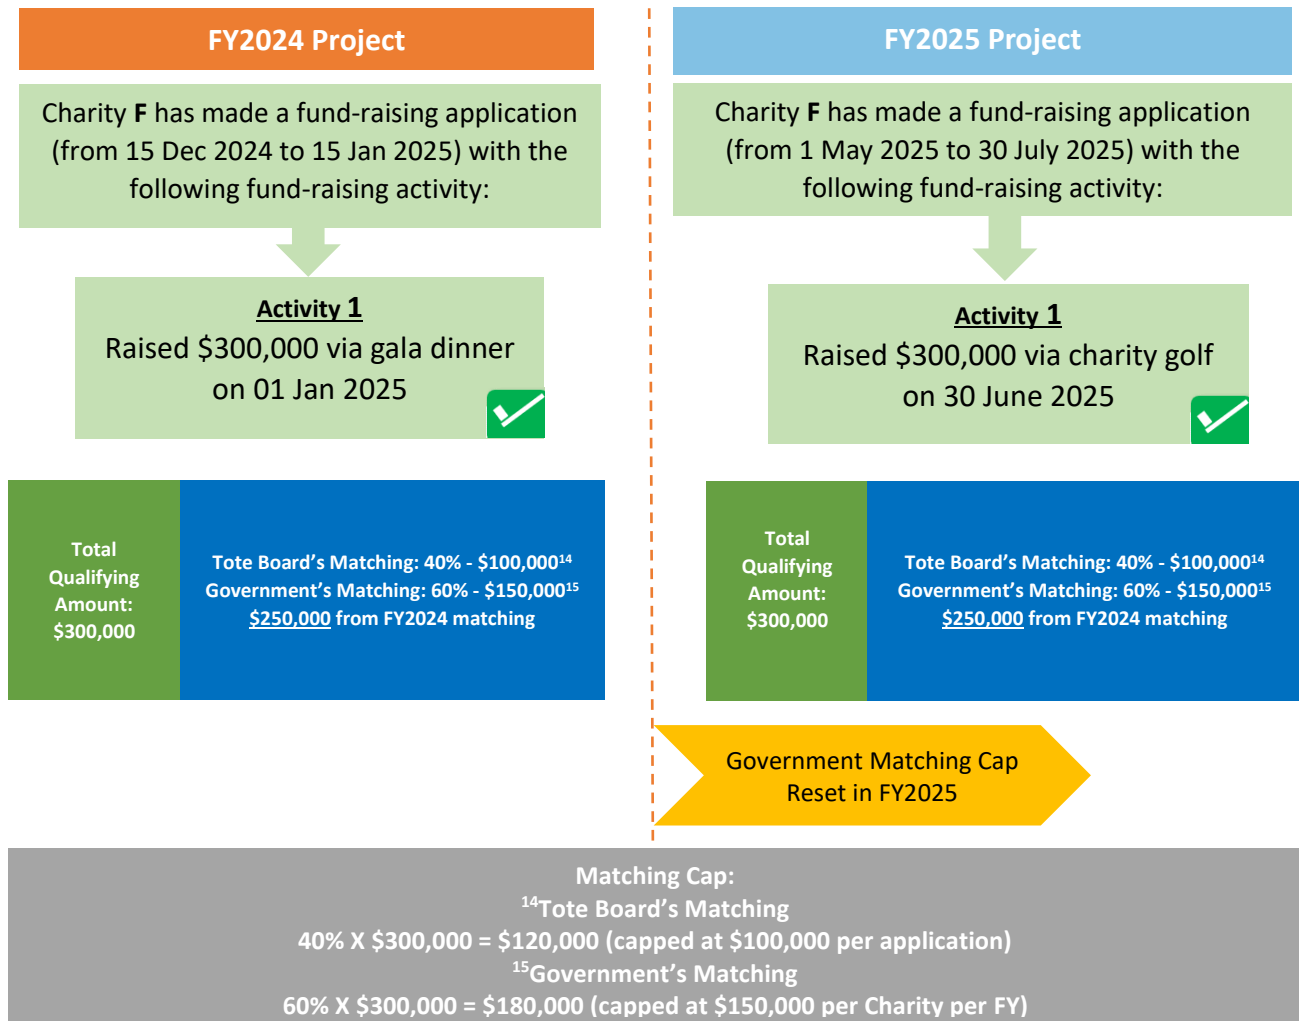 FY2024 Project
Charity F has made a fund-raising application
(from 15 Dec 2024 to 15 Jan 2025) with the
following fund-raising activity:
Activity 1
Raised $300,000 via gala dinner
on 01 Jan 2025
Total
Qualifying
Amount:
$300,000
Tote Board's Matching: 40% - $100,000¹⁴
Government's Matching: 60% - $150,000¹⁵
$250,000 from FY2024 matching
FY2025 Project
Charity F has made a fund-raising application
(from 1 May 2025 to 30 July 2025) with the
following fund-raising activity:
Activity 1
Raised $300,000 via charity golf
on 30 June 2025
Total
Qualifying
Amount:
$300,000
Tote Board's Matching: 40% - $100,000¹⁴
Government's Matching: 60% - $150,000¹⁵
$250,000 from FY2024 matching
Government Matching Cap
Reset in FY2025
Matching Cap:
¹⁴Tote Board's Matching
40% X $300,000 = $120,000 (capped at $100,000 per application)
¹⁵Government's Matching
60% X $300,000 = $180,000 (capped at $150,000 per Charity per FY)